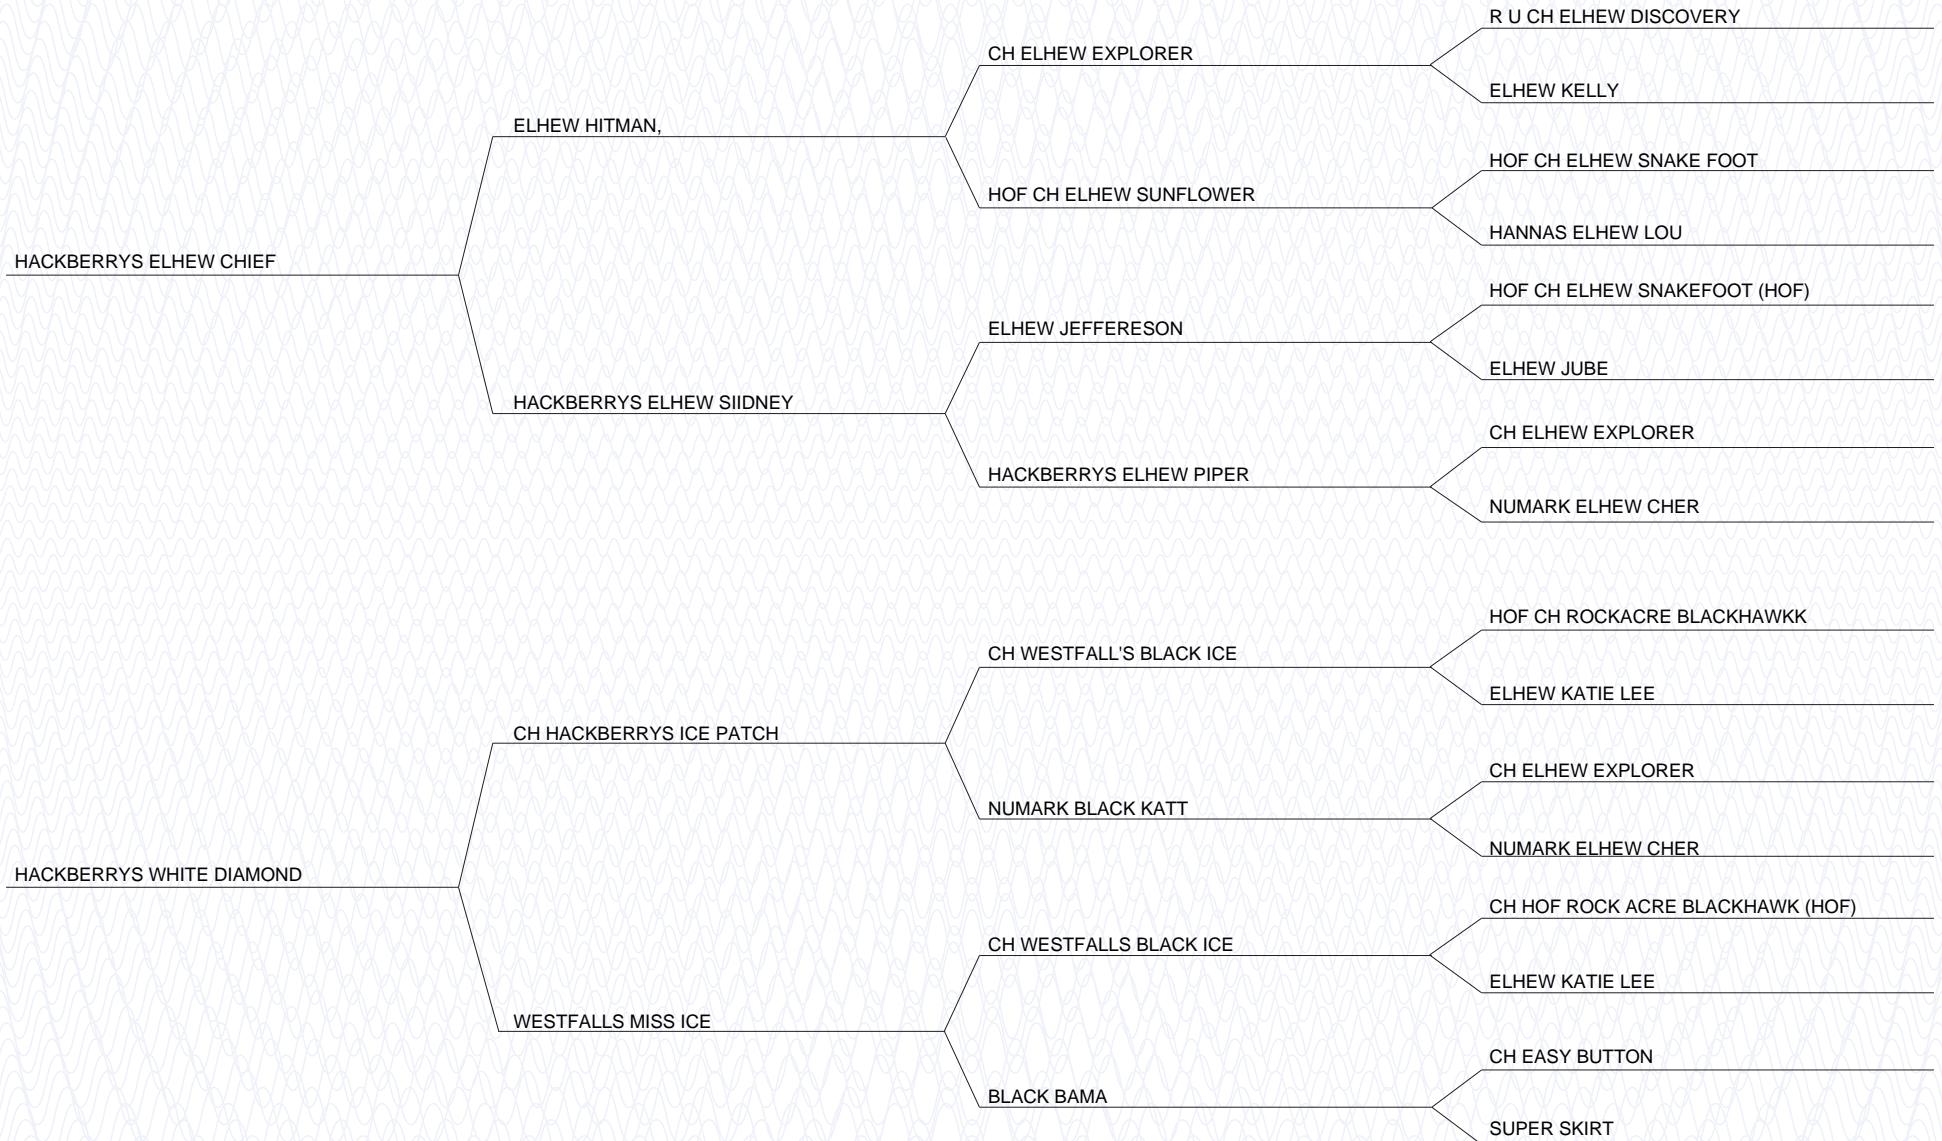 R U CH ELHEW DISCOVERY
CH ELHEW EXPLORER
ELHEW KELLY
ELHEW HITMAN,
HOF CH ELHEW SNAKE FOOT
HOF CH ELHEW SUNFLOWER
HANNAS ELHEW LOU
HACKBERRYS ELHEW CHIEF
HOF CH ELHEW SNAKEFOOT (HOF)
ELHEW JEFFERESON
ELHEW JUBE
HACKBERRYS ELHEW SIIDNEY
CH ELHEW EXPLORER
HACKBERRYS ELHEW PIPER
NUMARK ELHEW CHER
HOF CH ROCKACRE BLACKHAWKK
CH WESTFALL'S BLACK ICE
ELHEW KATIE LEE
CH HACKBERRYS ICE PATCH
CH ELHEW EXPLORER
NUMARK BLACK KATT
NUMARK ELHEW CHER
HACKBERRYS WHITE DIAMOND
CH HOF ROCK ACRE BLACKHAWK (HOF)
CH WESTFALLS BLACK ICE
ELHEW KATIE LEE
WESTFALLS MISS ICE
CH EASY BUTTON
BLACK BAMA
SUPER SKIRT